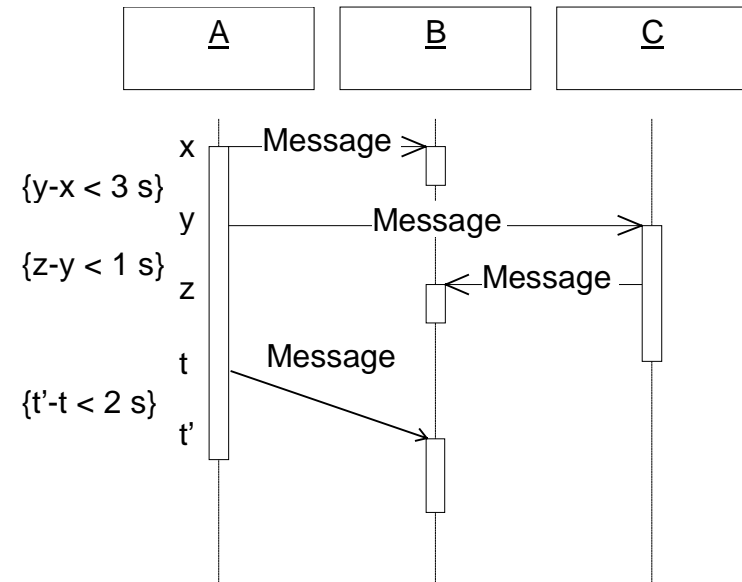 A
B
C
x
Message
{y-x < 3 s}
y
Message
{z-y < 1 s}
z
Message
t
Message
{t’-t < 2 s}
t’